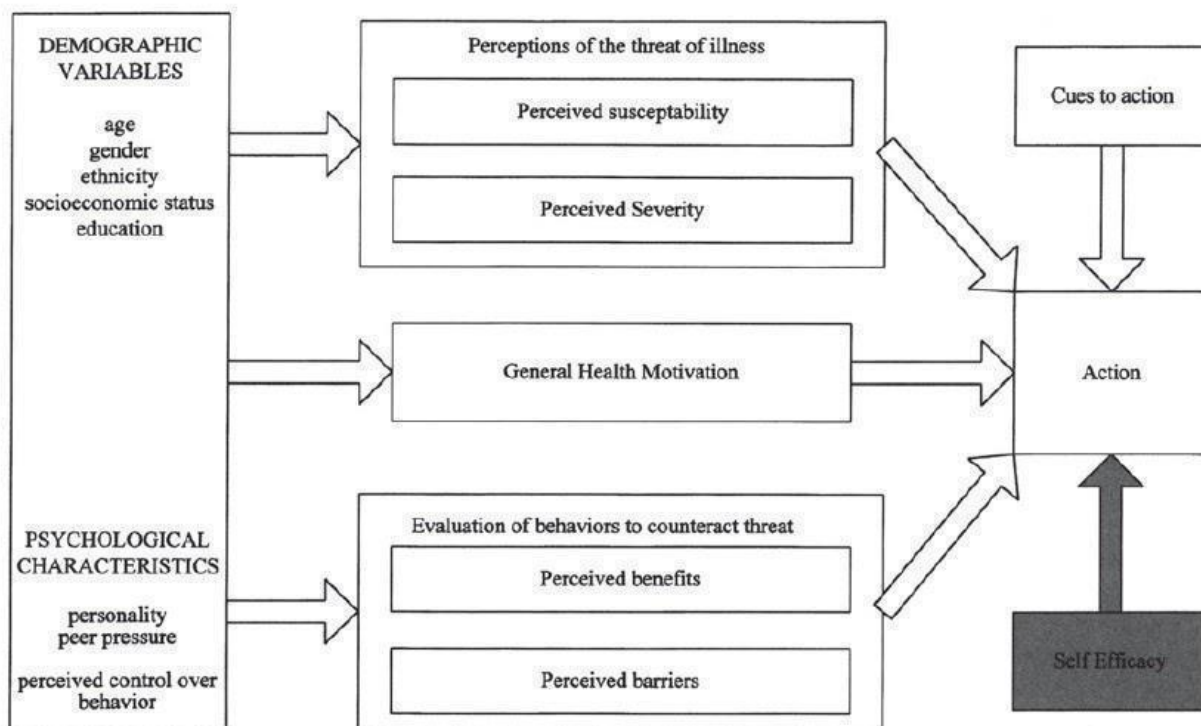 DEMOGRAPHIC
VARIABLES
age
gender
ethnicity
socioeconomic status
education
PSYCHOLOGICAL
CHARACTERISTICS
personality
peer pressure
perceived control over
behavior
Perceptions of the threat of illness
Perceived susceptability
Perceived Severity
General Health Motivation
Evaluation of behaviors to counteract threat
Perceived benefits
Perceived barriers
Cues to action
Action
Self Efficacy